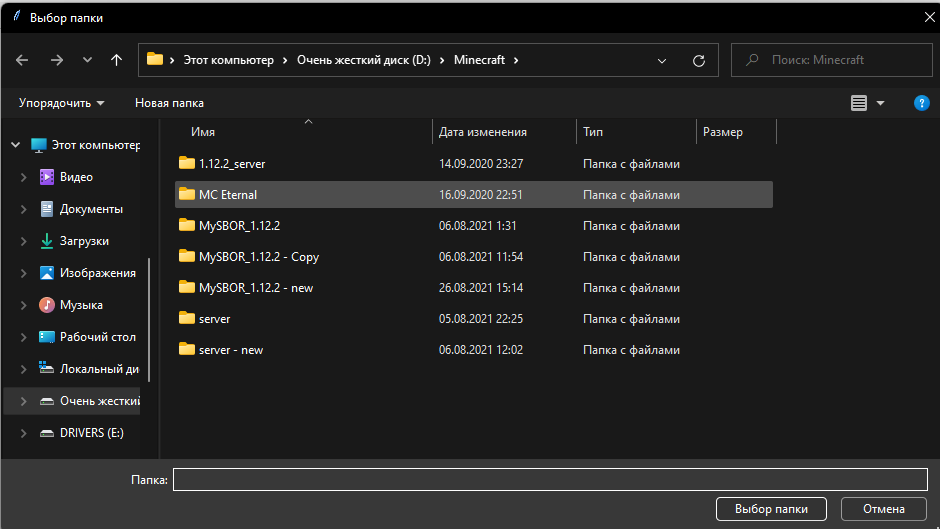 Выбор папки
Этот компьютер Очень жесткий диск (D:) Minecraft
Поиск: Minecraft
Упорядочить Новая папка
Имя Дата изменения Тип Размер
Этот компьютер
Видео
Документы
Загрузки
Изображения
Музыка
Рабочий стол
Локальный ди
Очень жесткий
DRIVERS (E:)
1.12.2_server 14.09.2020 23:27 Папка с файлами
MC Eternal 16.09.2020 22:51 Папка с файлами
MySBOR_1.12.2 06.08.2021 1:31 Папка с файлами
MySBOR_1.12.2 - Copy 06.08.2021 11:54 Папка с файлами
MySBOR_1.12.2 - new 26.08.2021 15:14 Папка с файлами
server 05.08.2021 22:25 Папка с файлами
server - new 06.08.2021 12:02 Папка с файлами
Папка:
Выбор папки Отмена